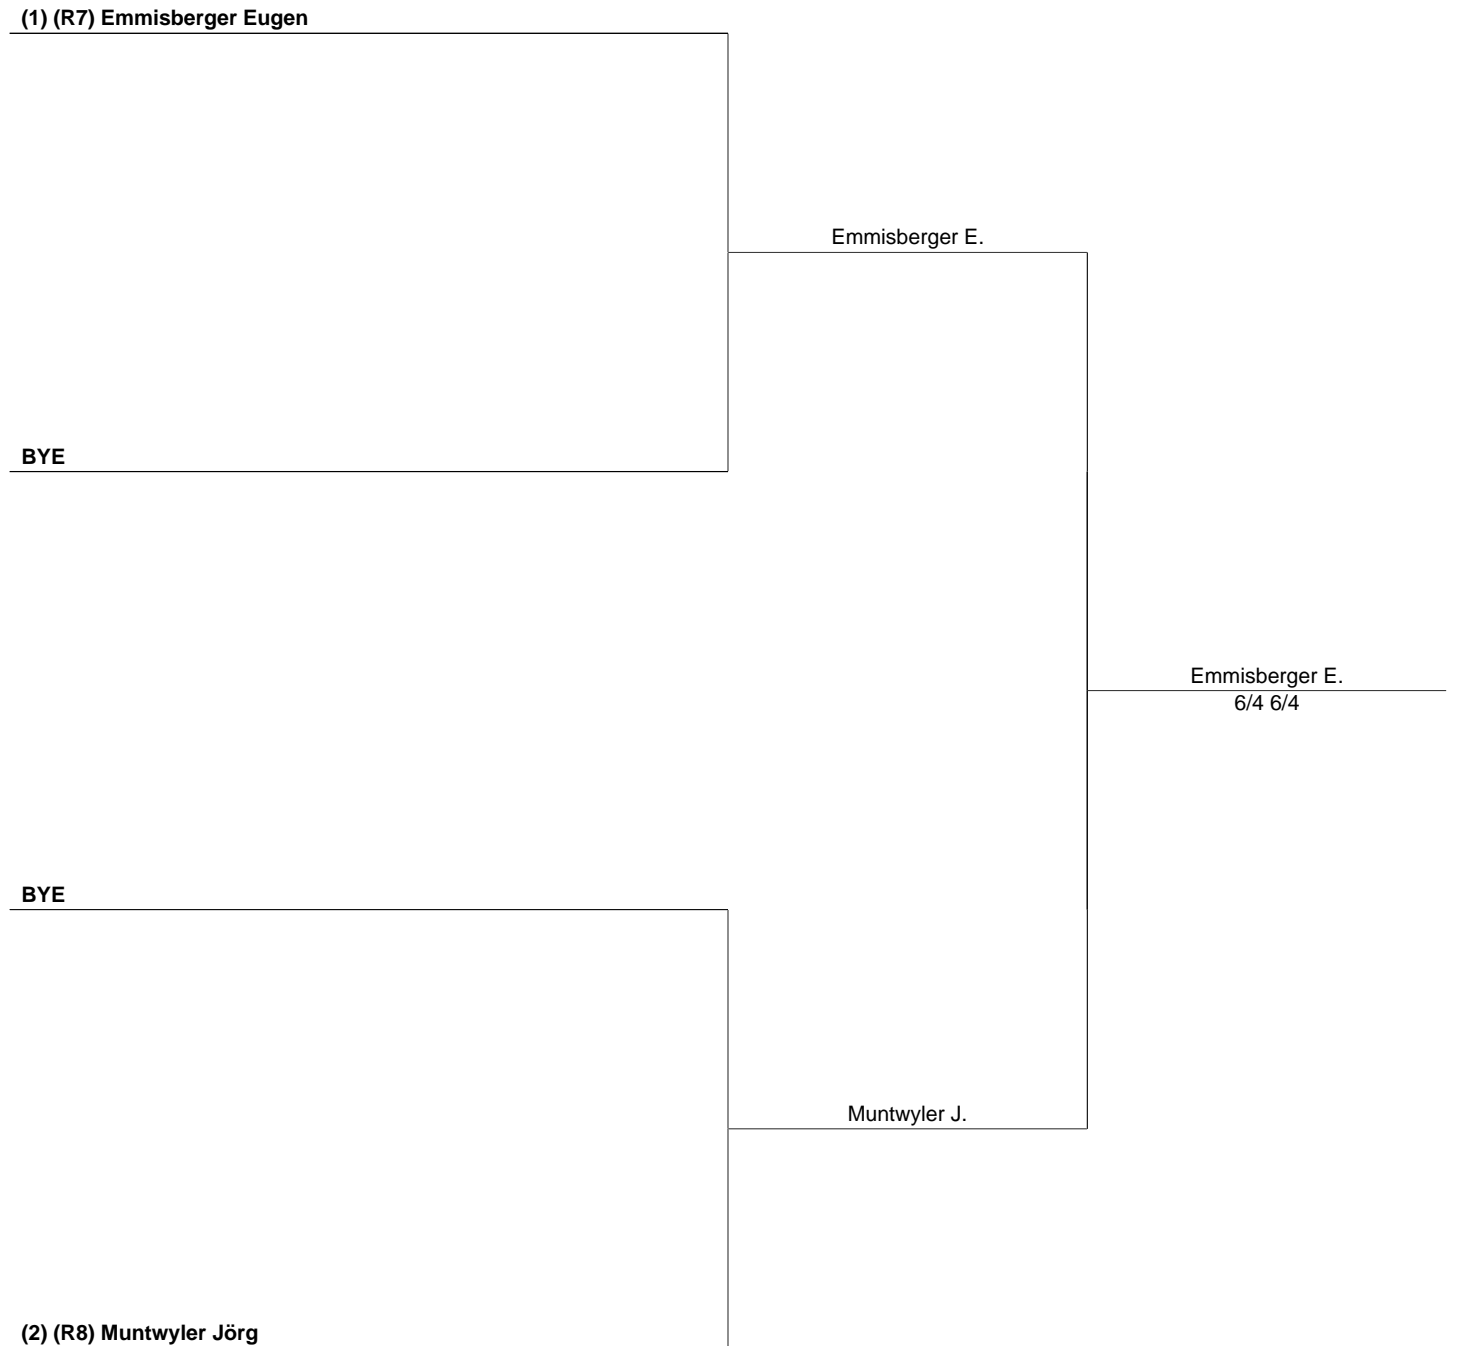 (1) (R7) Emmisberger Eugen
Emmisberger E.
BYE
Emmisberger E.
6/4 6/4
BYE
Muntwyler J.
(2) (R8) Muntwyler Jörg